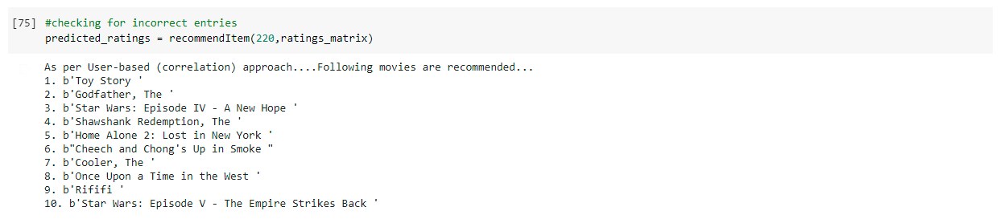 [75] #checking for incorrect entries
predicted_ratings = recommendItem(220,ratings_matrix)
As per User-based (correlation) approach....Following movies are recommended...
1. b'Toy Story '
2. b'Godfather, The '
3. b'Star Wars: Episode IV - A New Hope '
4. b'Shawshank Redemption, The '
5. b'Home Alone 2: Lost in New York '
6. b"Cheech and Chong's Up in Smoke "
7. b'Cooler, The '
8. b'Once Upon a Time in the West '
9. b'Rififi '
10. b'Star Wars: Episode V - The Empire Strikes Back '